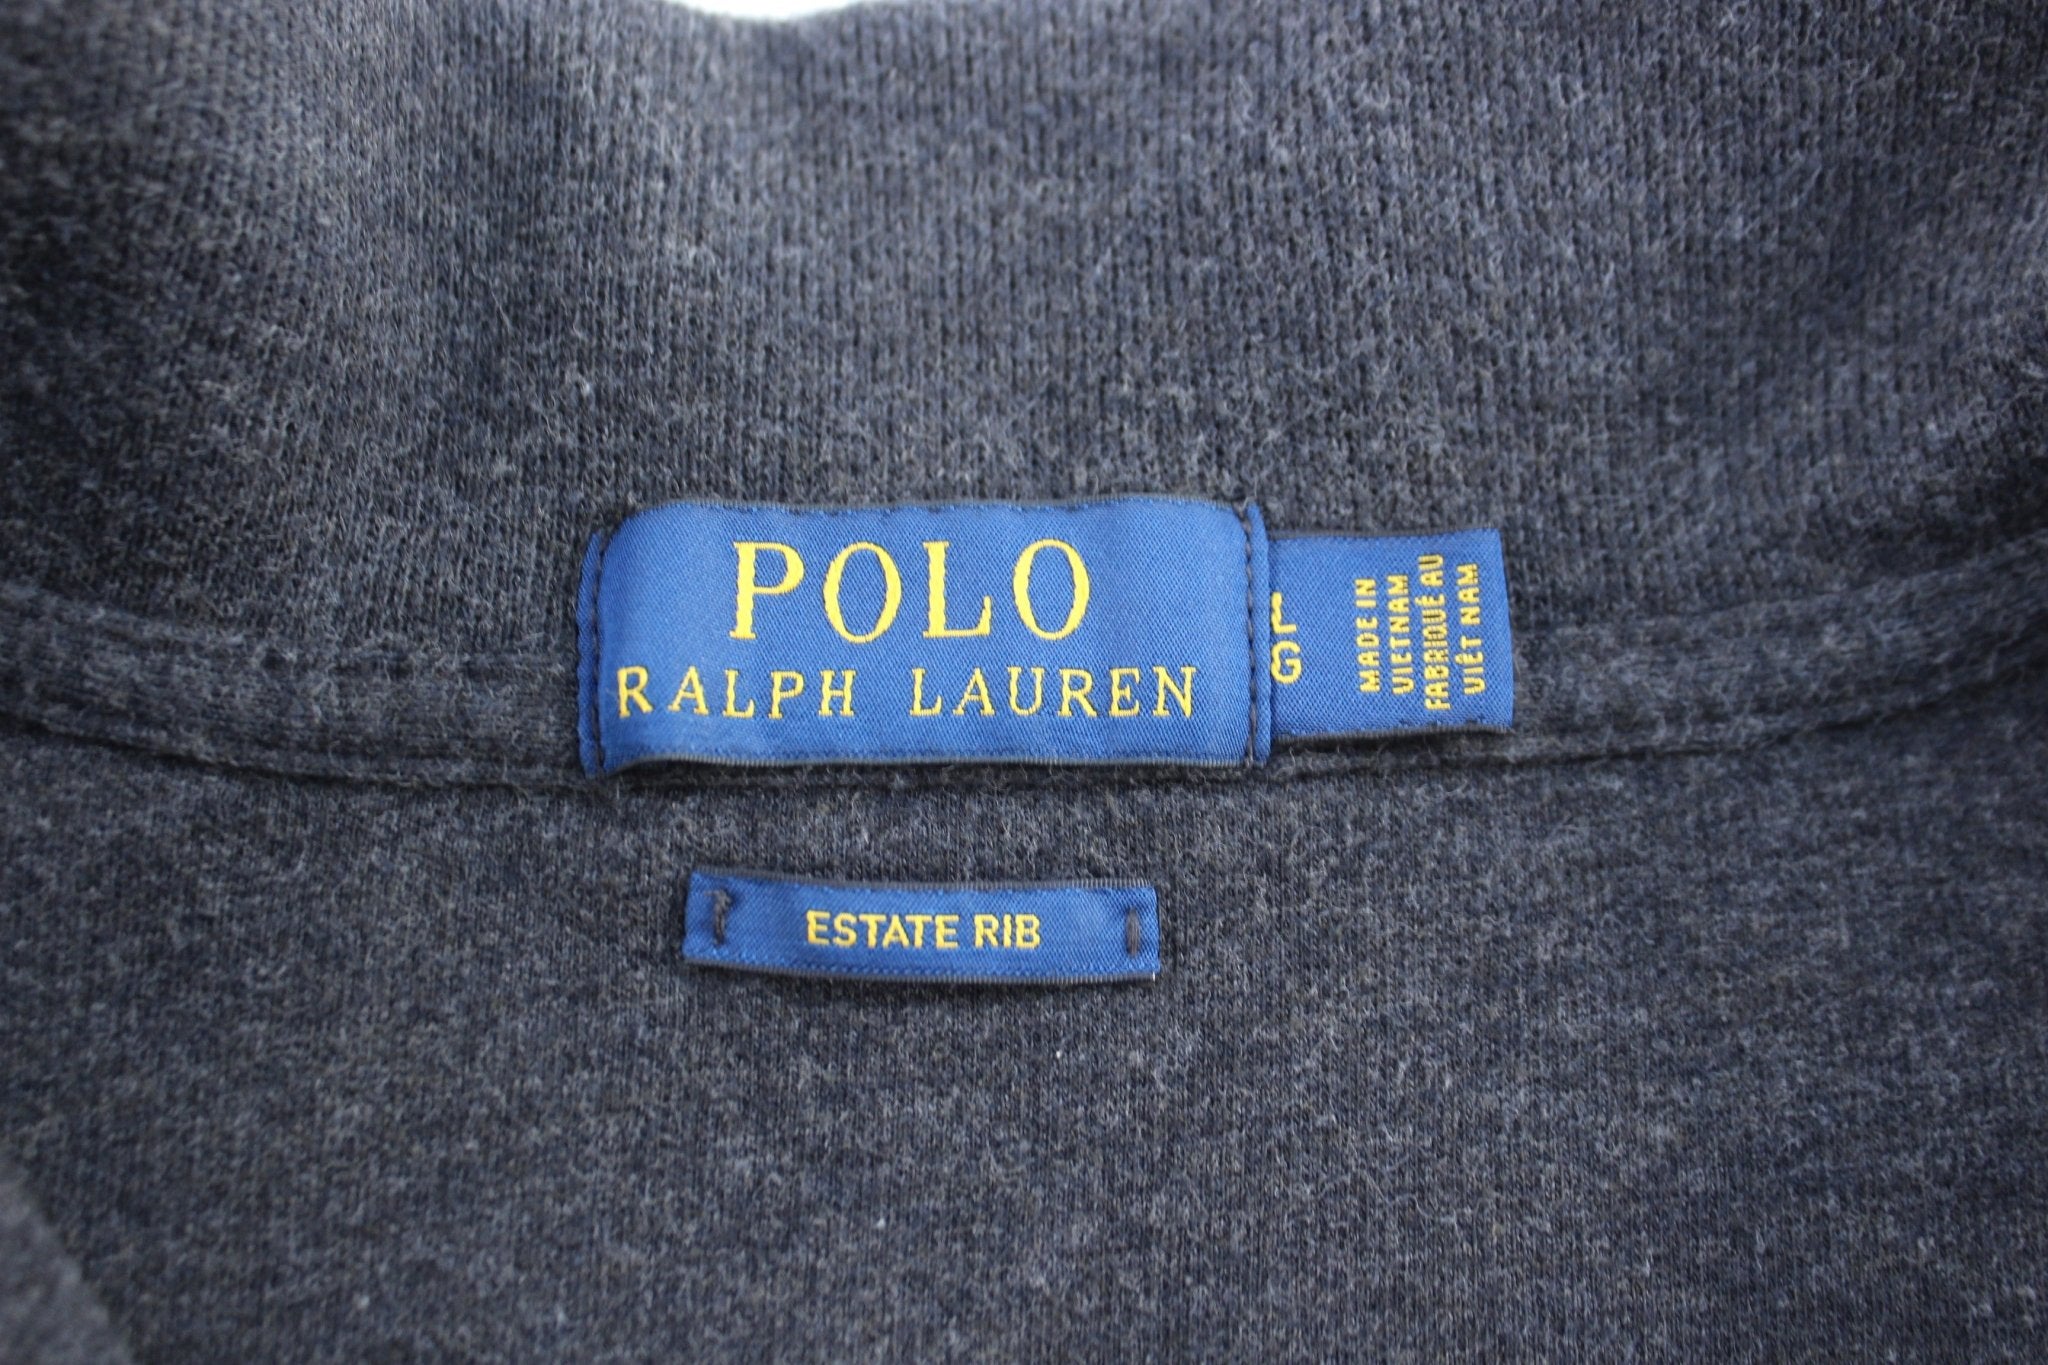 POLO
RALPH LAUREN
L
G
MADE IN
VIETNAM
FABRIQUÉ AU
VIÊT NAM
ESTATE RIB